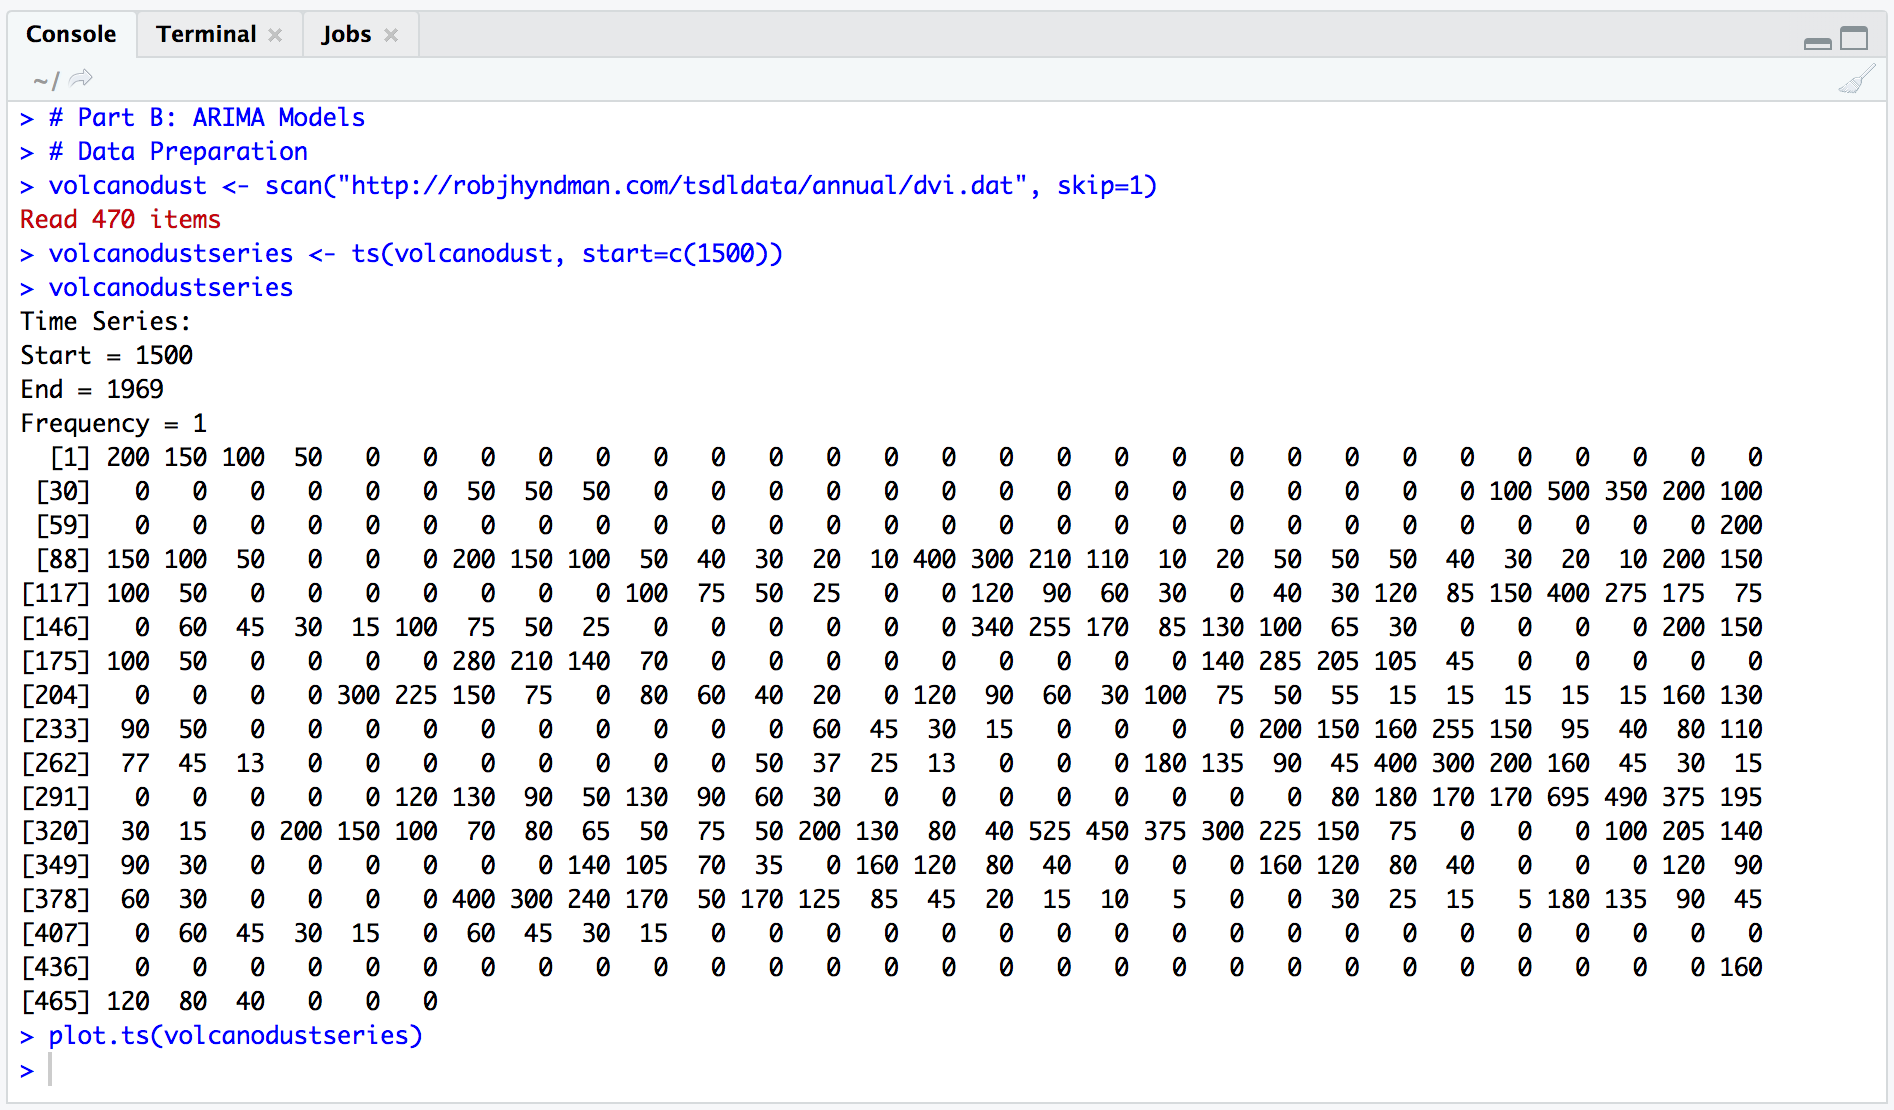 Console Terminal × Jobs ×
~/
> # Part B: ARIMA Models
> # Data Preparation
> volcanodust <- scan("http://robjhyndman.com/tsdldata/annual/dvi.dat", skip=1)
Read 470 items
> volcanodustseries <- ts(volcanodust, start=c(1500))
> volcanodustseries
Time Series:
Start = 1500
End = 1969
Frequency = 1
[1] 200 150 100 50 0 0 0 0 0 0 0 0 0 0 0 0 0 0 0 0 0 0 0 0 0 0 0 0 0
[30] 0 0 0 0 0 0 50 50 50 0 0 0 0 0 0 0 0 0 0 0 0 0 0 0 100 500 350 200 100
[59] 0 0 0 0 0 0 0 0 0 0 0 0 0 0 0 0 0 0 0 0 0 0 0 0 0 0 0 0 200
[88] 150 100 50 0 0 0 200 150 100 50 40 30 20 10 400 300 210 110 10 20 50 50 50 40 30 20 10 200 150
[117] 100 50 0 0 0 0 0 0 0 100 75 50 25 0 0 120 90 60 30 0 40 30 120 85 150 400 275 175 75
[146] 0 60 45 30 15 100 75 50 25 0 0 0 0 0 0 340 255 170 85 130 100 65 30 0 0 0 0 200 150
[175] 100 50 0 0 0 0 280 210 140 70 0 0 0 0 0 0 0 0 0 140 285 205 105 45 0 0 0 0 0
[204] 0 0 0 0 300 225 150 75 0 80 60 40 20 0 120 90 60 30 100 75 50 55 15 15 15 15 15 160 130
[233] 90 50 0 0 0 0 0 0 0 0 0 0 60 45 30 15 0 0 0 0 200 150 160 255 150 95 40 80 110
[262] 77 45 13 0 0 0 0 0 0 0 0 50 37 25 13 0 0 0 180 135 90 45 400 300 200 160 45 30 15
[291] 0 0 0 0 0 120 130 90 50 130 90 60 30 0 0 0 0 0 0 0 0 80 180 170 170 695 490 375 195
[320] 30 15 0 200 150 100 70 80 65 50 75 50 200 130 80 40 525 450 375 300 225 150 75 0 0 0 100 205 140
[349] 90 30 0 0 0 0 0 0 140 105 70 35 0 160 120 80 40 0 0 0 160 120 80 40 0 0 0 120 90
[378] 60 30 0 0 0 0 400 300 240 170 50 170 125 85 45 20 15 10 5 0 0 30 25 15 5 180 135 90 45
[407] 0 60 45 30 15 0 60 45 30 15 0 0 0 0 0 0 0 0 0 0 0 0 0 0 0 0 0 0 0
[436] 0 0 0 0 0 0 0 0 0 0 0 0 0 0 0 0 0 0 0 0 0 0 0 0 0 0 0 0 160
[465] 120 80 40 0 0 0
> plot.ts(volcanodustseries)
>